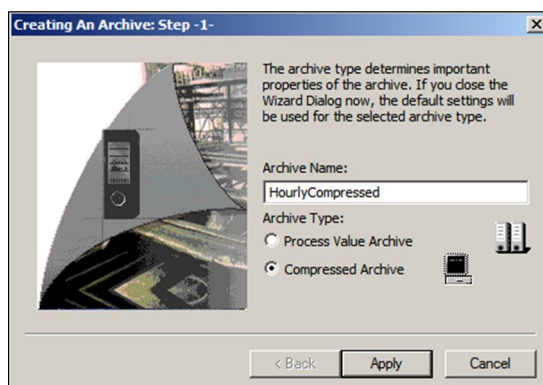 Creating An Archive: Step -1-
The archive type determines important
properties of the archive. If you close the
Wizard Dialog now, the default settings will
be used for the selected archive type.
Archive Name:
HourlyCompressed
Archive Type:
Process Value Archive
Compressed Archive
< Back
Apply
Cancel